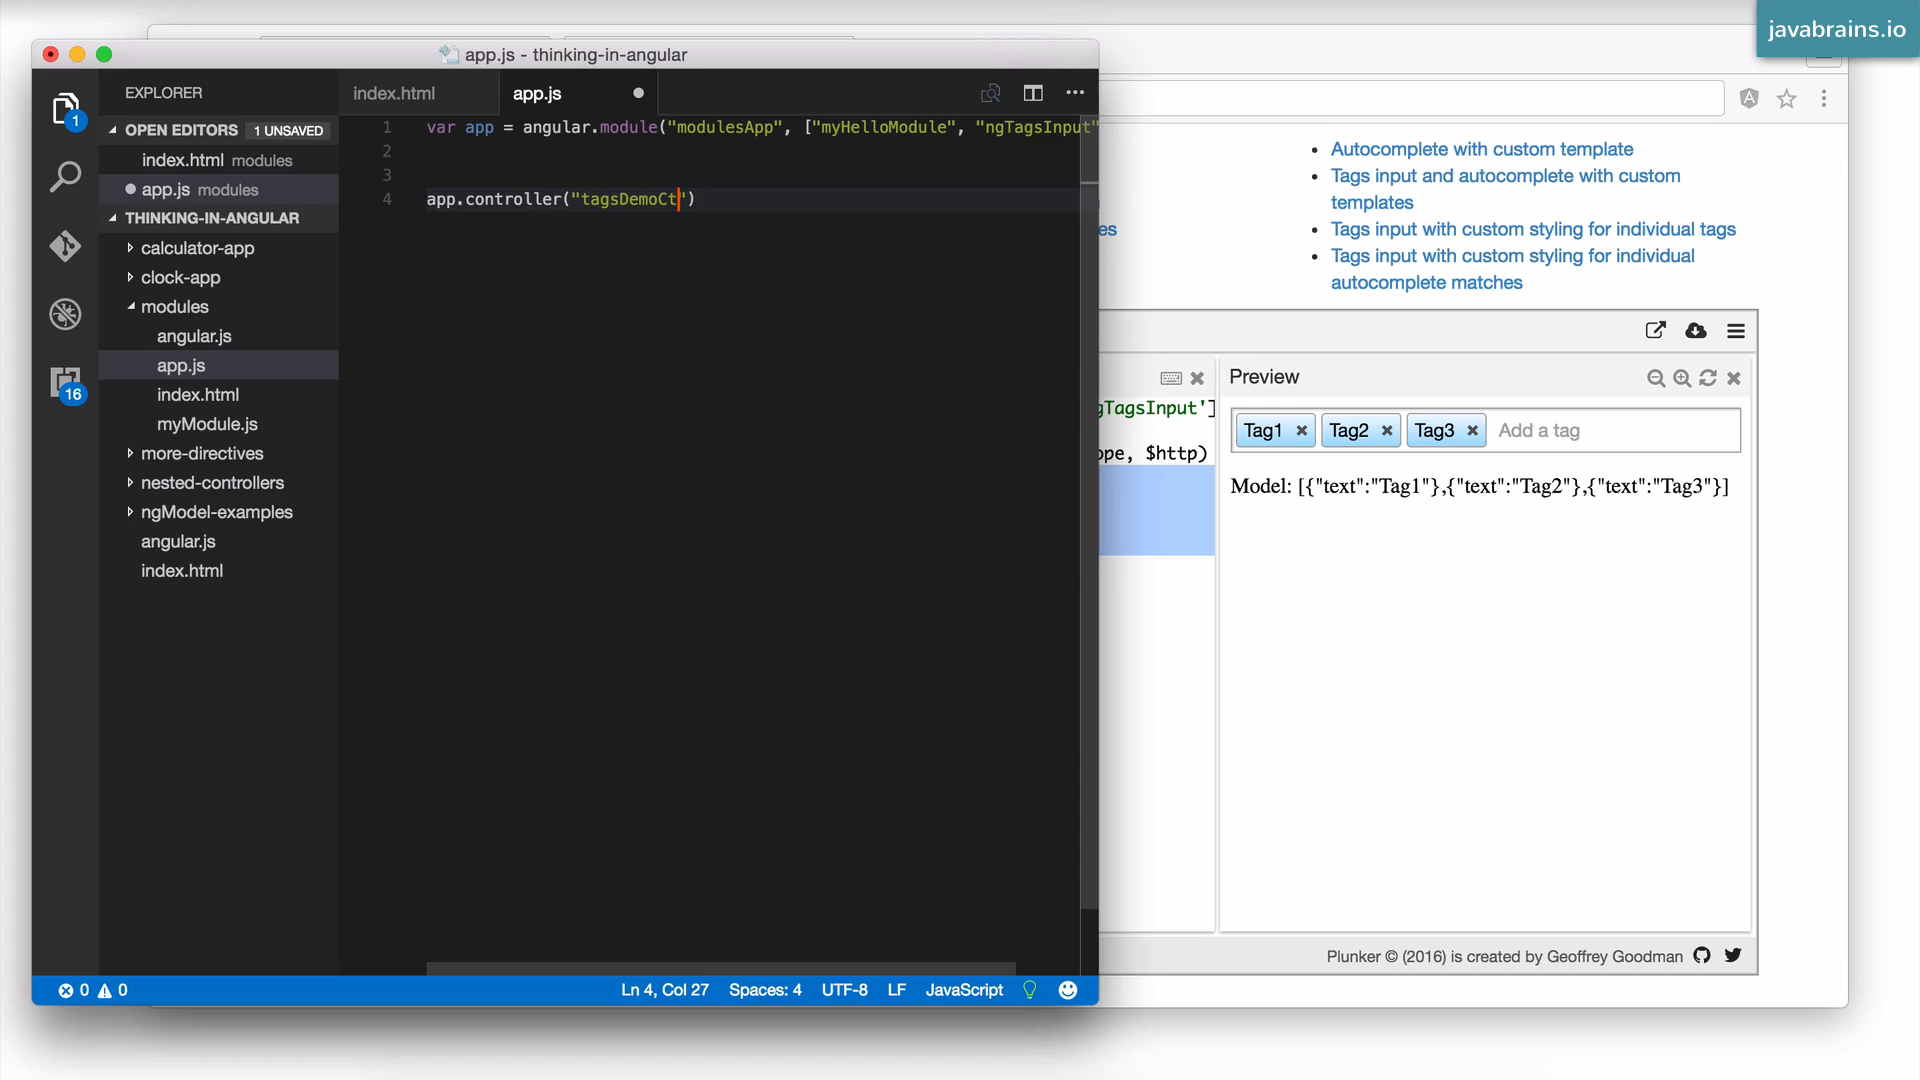 javabrains.io
app.js - thinking-in-angular
EXPLORER
index.html
app.js
1
OPEN EDITORS 1 UNSAVED
index.html modules
app.js modules
THINKING-IN-ANGULAR
calculator-app
clock-app
modules
angular.js
app.js
index.html
myModule.js
more-directives
nested-controllers
ngModel-examples
angular.js
index.html
16
1 var app = angular.module("modulesApp", ["myHelloModule", "ngTagsInput"
2
3
4 app.controller("tagsDemoCt")
Autocomplete with custom template
Tags input and autocomplete with custom
templates
es
Tags input with custom styling for individual tags
Tags input with custom styling for individual
autocomplete matches
gTagsInput']
ope, $http)
Preview
Tag1 Tag2 Tag3 Add a tag
Model: [{"text":"Tag1"},{"text":"Tag2"},{"text":"Tag3"}]
Plunker © (2016) is created by Geoffrey Goodman
0 0
Ln 4, Col 27 Spaces: 4 UTF-8 LF JavaScript